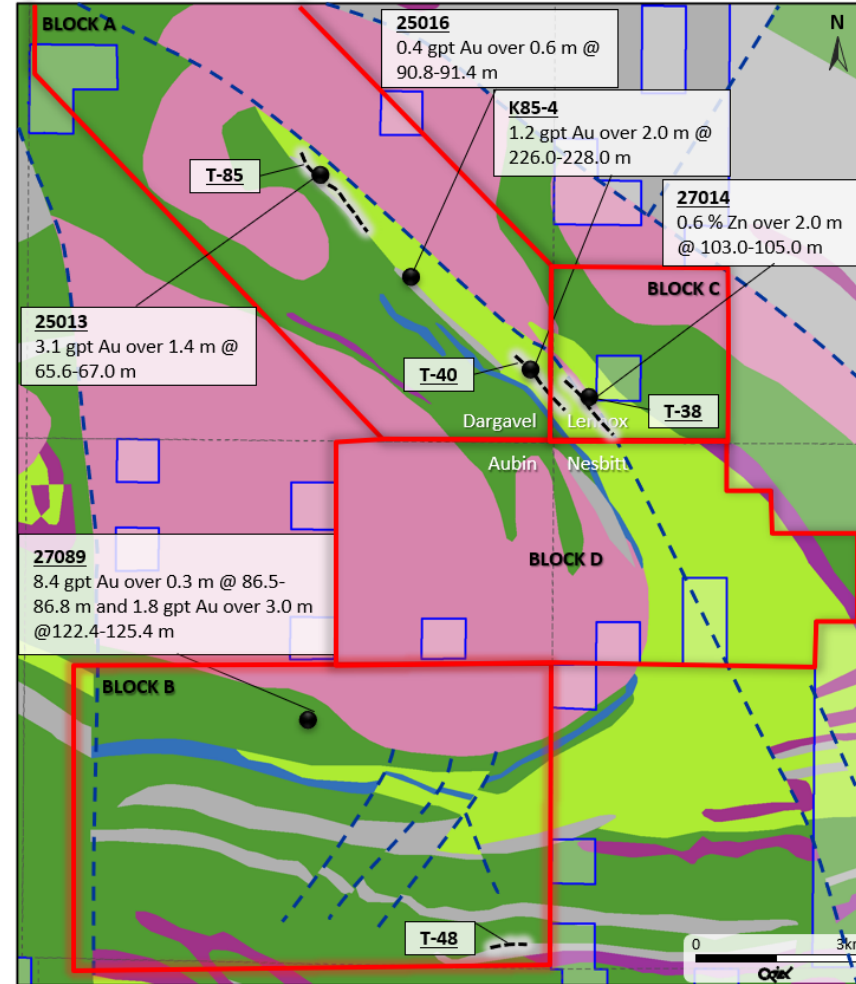 BLOCK A
25016
0.4 gpt Au over 0.6 m @
90.8-91.4 m
N
K85-4
1.2 gpt Au over 2.0 m @
226.0-228.0 m
T-85
27014
0.6 % Zn over 2.0 m
@ 103.0-105.0 m
BLOCK C
25013
3.1 gpt Au over 1.4 m @
65.6-67.0 m
T-40
T-38
Dargavel
Lennox
Aubin
Nesbitt
BLOCK D
27089
8.4 gpt Au over 0.3 m @ 86.5-
86.8 m and 1.8 gpt Au over 3.0 m
@122.4-125.4 m
BLOCK B
T-48
0
3km